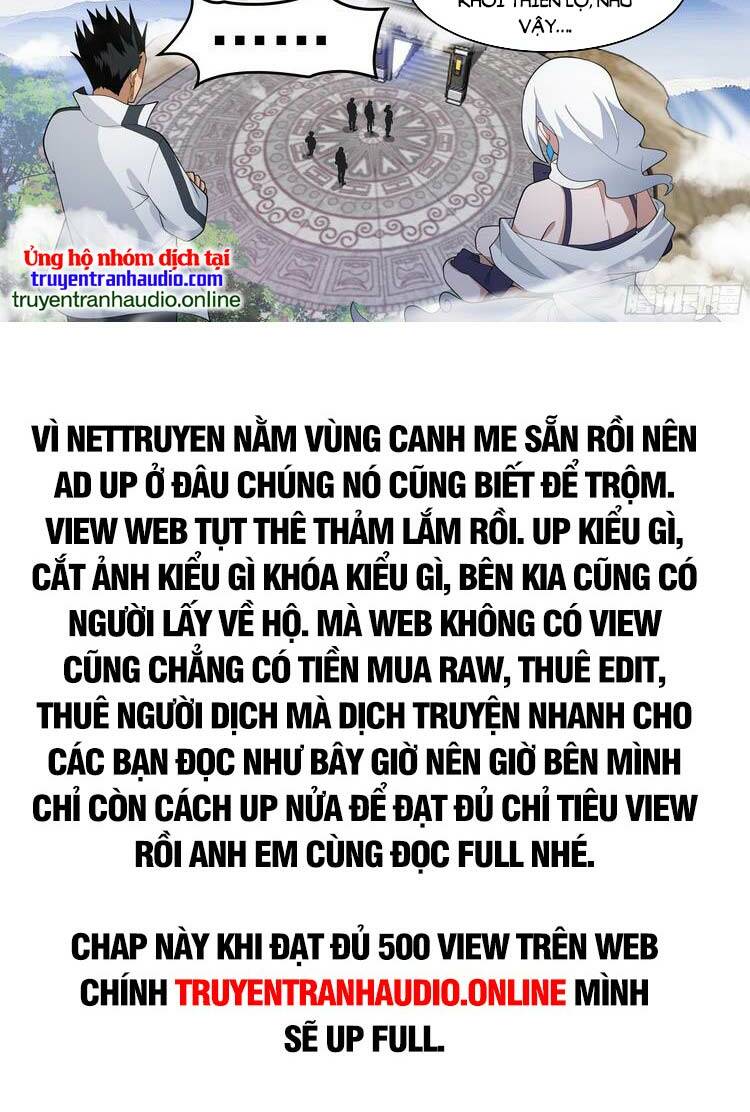 KHỎI THIÊN LỘ, NHƯ
VẬY....
......
Ủng hộ nhóm dịch tại
truyentranhaudio.com
truyentranhaudio.online
腾讯动漫
VÌ NETTRUYEN NẰM VÙNG CANH ME SẴN RỒI NÊN
AD UP Ở ĐÂU CHÚNG NÓ CŨNG BIẾT ĐỂ TRỘM.
VIEW WEB TỤT THÊ THẢM LẮM RỒI. UP KIỂU GÌ,
CẮT ẢNH KIỂU GÌ KHÓA KIỂU GÌ, BÊN KIA CŨNG CÓ
NGƯỜI LẤY VỀ HỘ. MÀ WEB KHÔNG CÓ VIEW
CŨNG CHẲNG CÓ TIỀN MUA RAW, THUÊ EDIT,
THUÊ NGƯỜI DỊCH MÀ DỊCH TRUYỆN NHANH CHO
CÁC BẠN ĐỌC NHƯ BÂY GIỜ NÊN GIỜ BÊN MÌNH
CHỈ CÒN CÁCH UP NỬA ĐỂ ĐẠT ĐỦ CHỈ TIÊU VIEW
RỒI ANH EM CÙNG ĐỌC FULL NHÉ.
CHAP NÀY KHI ĐẠT ĐỦ 500 VIEW TRÊN WEB
CHÍNH TRUYENTRANHAUDIO.ONLINE MÌNH
SẼ UP FULL.